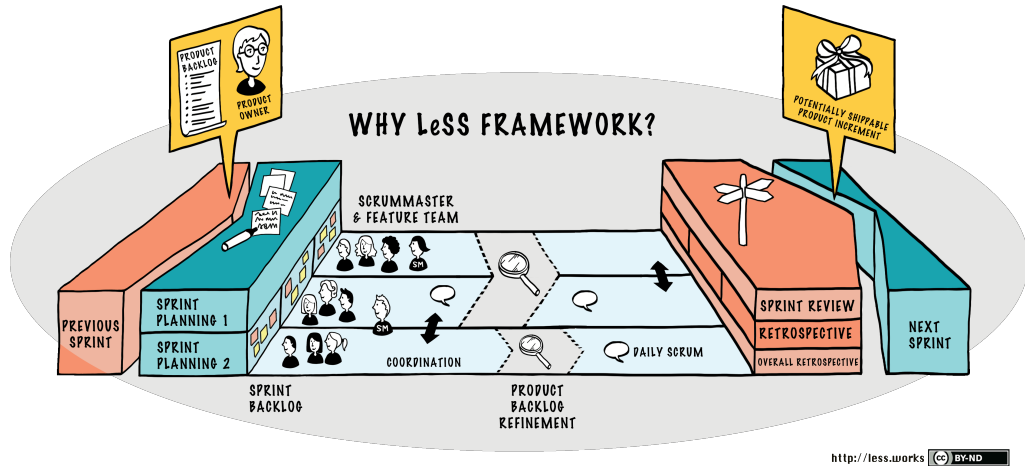 PRODUCT
BACKLOG
PRODUCT
OWNER
POTENTIALLY SHIPPABLE
PRODUCT INCREMENT
WHY LeSS FRAMEWORK?
SCRUMMASTER
& FEATURE TEAM
SM
SM
SPRINT
PLANNING 1
SPRINT
PLANNING 2
PREVIOUS
SPRINT
COORDINATION
DAILY SCRUM
SPRINT REVIEW
RETROSPECTIVE
OVERALL RETROSPECTIVE
NEXT
SPRINT
SPRINT
BACKLOG
PRODUCT
BACKLOG
REFINEMENT
http://less.works
cc BY-ND